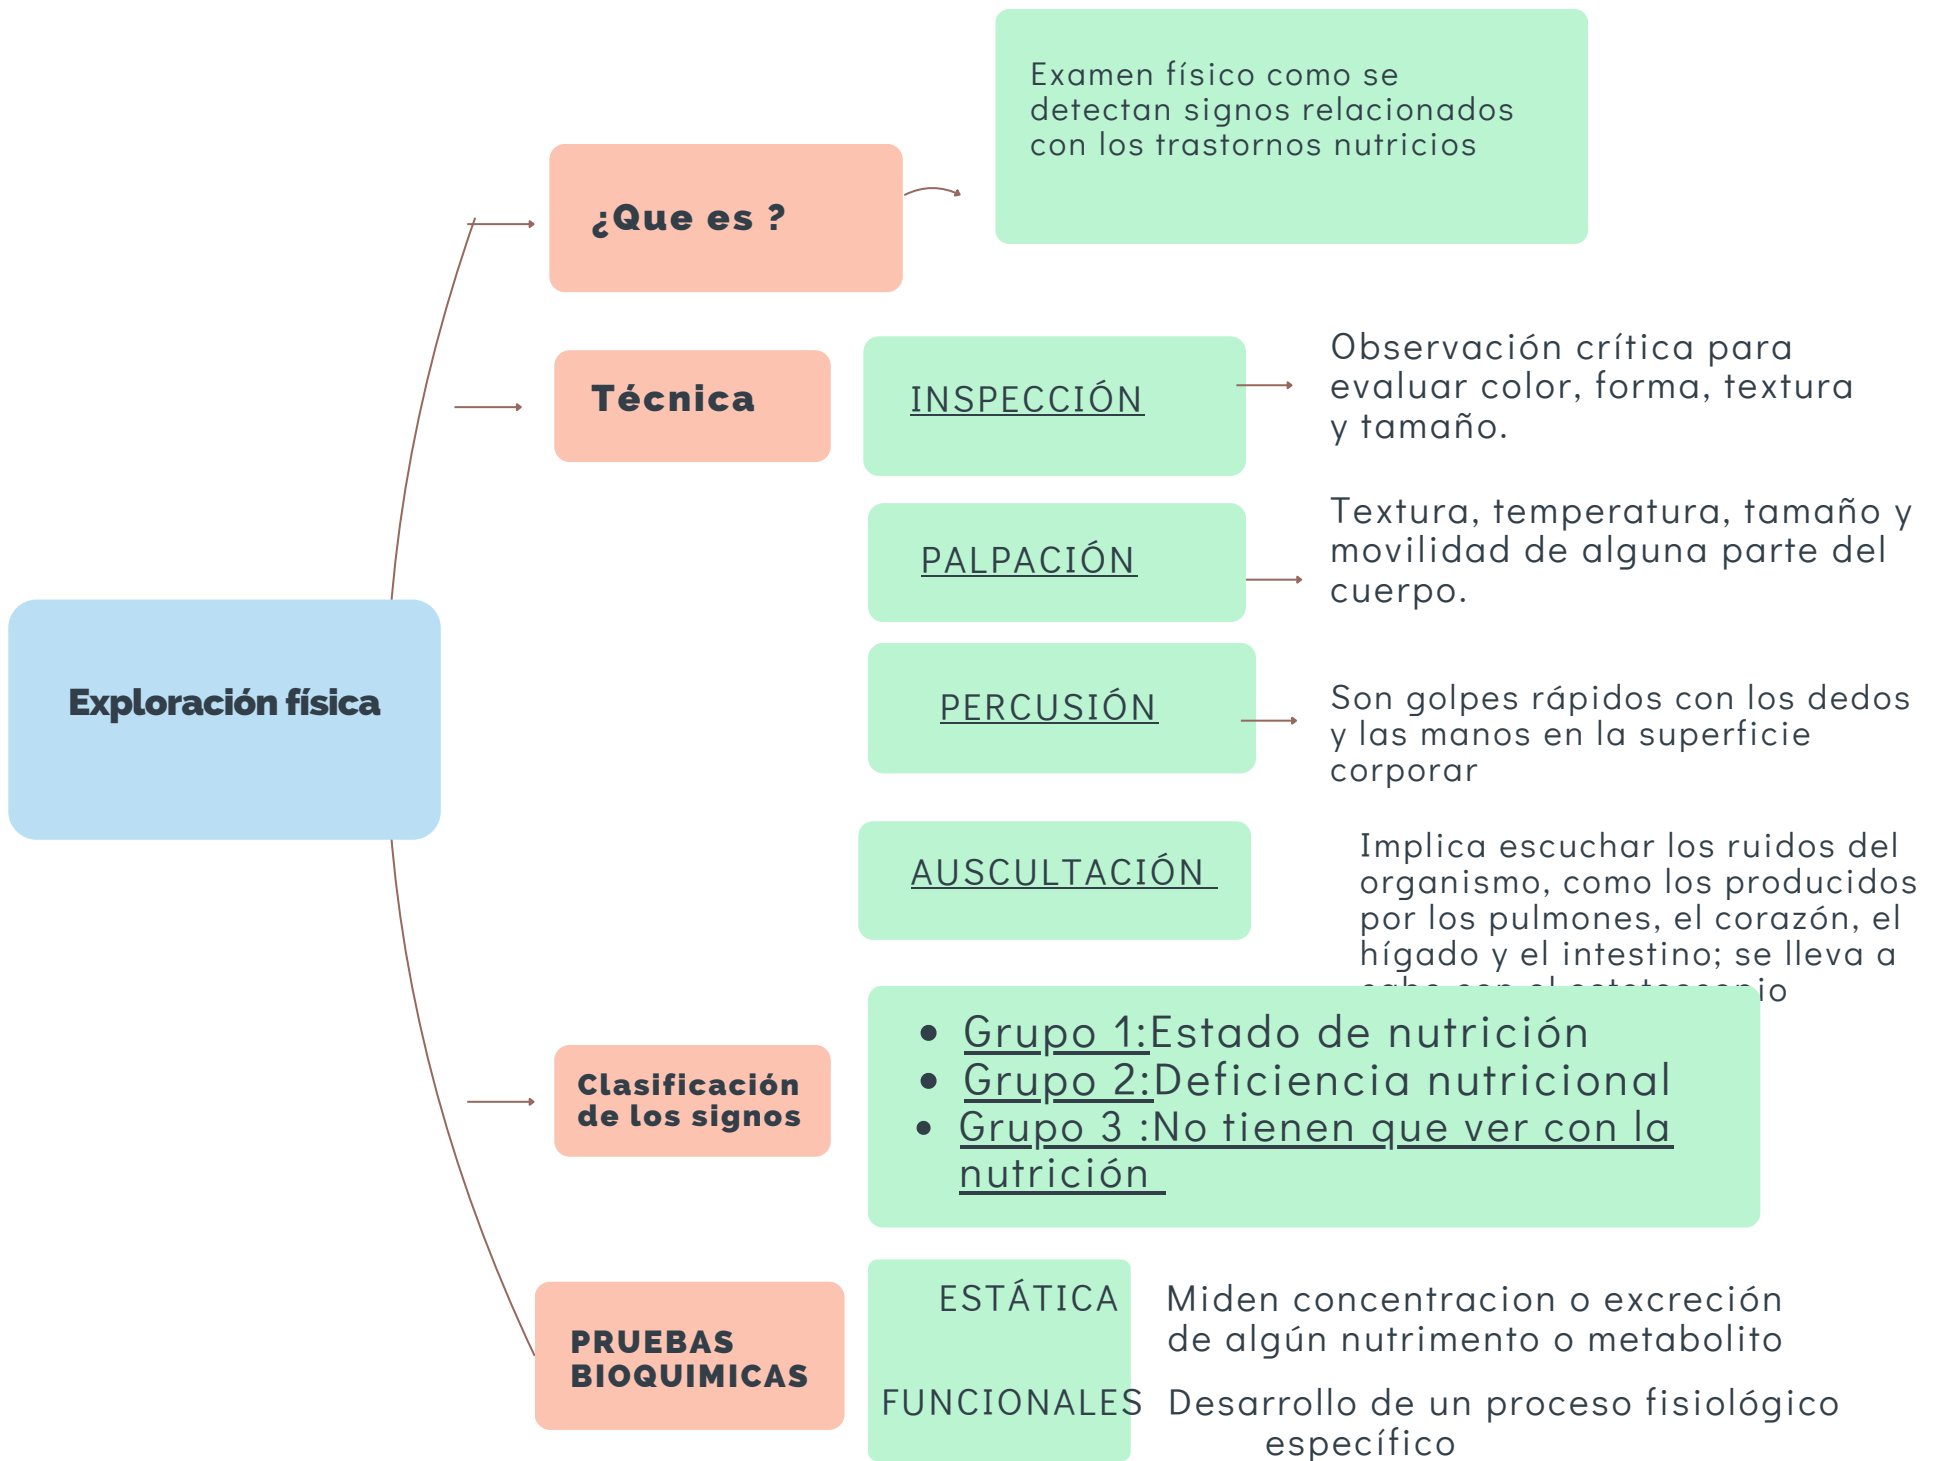 Examen físico como se
detectan signos relacionados
con los trastornos nutricios
¿Que es ?
Técnica
INSPECCIÓN
Observación crítica para
evaluar color, forma, textura
y tamaño.
PALPACIÓN
Textura, temperatura, tamaño y
movilidad de alguna parte del
cuerpo.
Exploración física
PERCUSIÓN
Son golpes rápidos con los dedos
y las manos en la superficie
corporar
AUSCULTACIÓN
Implica escuchar los ruidos del
organismo, como los producidos
por los pulmones, el corazón, el
hígado y el intestino; se lleva a
Clasificación
de los signos
Grupo 1:Estado de nutrición
Grupo 2:Deficiencia nutricional
Grupo 3 :No tienen que ver con la
nutrición
PRUEBAS
BIOQUIMICAS
ESTÁTICA
Miden concentracion o excreción
de algún nutrimento o metabolito
FUNCIONALES
Desarrollo de un proceso fisiológico
específico